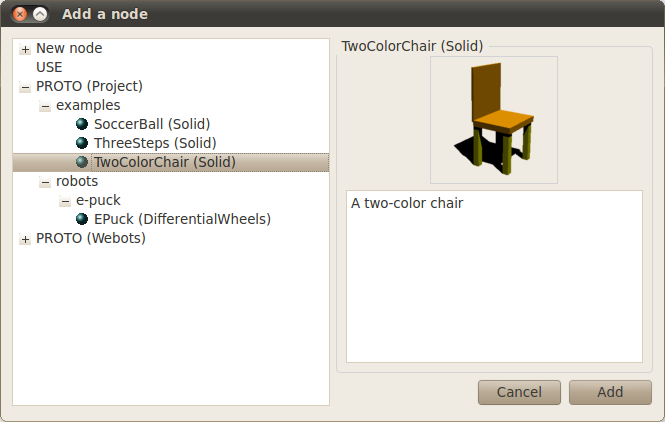 Add a node
New node
USE
PROTO (Project)
examples
SoccerBall (Solid)
ThreeSteps (Solid)
TwoColorChair (Solid)
robots
e-puck
EPuck (DifferentialWheels)
PROTO (Webots)
TwoColorChair (Solid)
A two-color chair
Cancel
Add